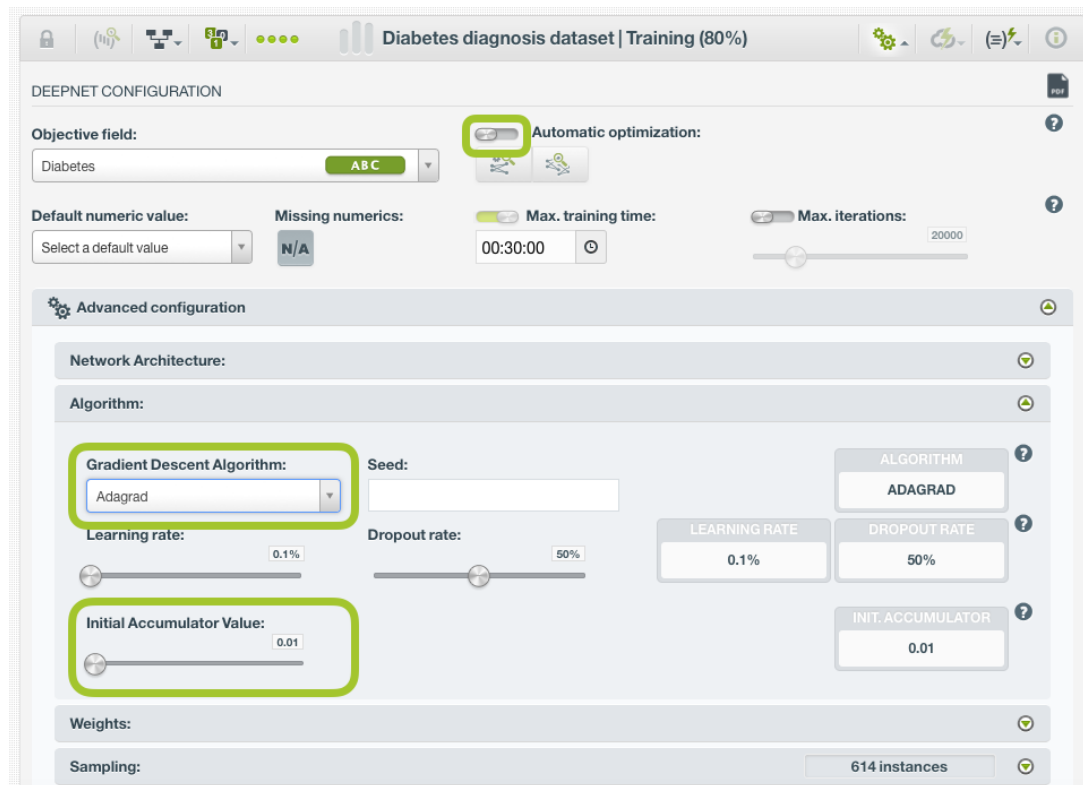 Diabetes diagnosis dataset | Training (80%)
DEEPNET CONFIGURATION
PDF
Objective field:
Automatic optimization:
Diabetes
ABC
Default numeric value:
Missing numerics:
Max. training time:
Max. iterations:
Select a default value
N/A
00:30:00
20000
Advanced configuration
Network Architecture:
Algorithm:
Gradient Descent Algorithm:
Seed:
ALGORITHM
Adagrad
ADAGRAD
Learning rate:
Dropout rate:
LEARNING RATE
DROPOUT RATE
0.1%
50%
0.1%
50%
Initial Accumulator Value:
INIT. ACCUMULATOR
0.01
0.01
Weights:
Sampling:
614 instances